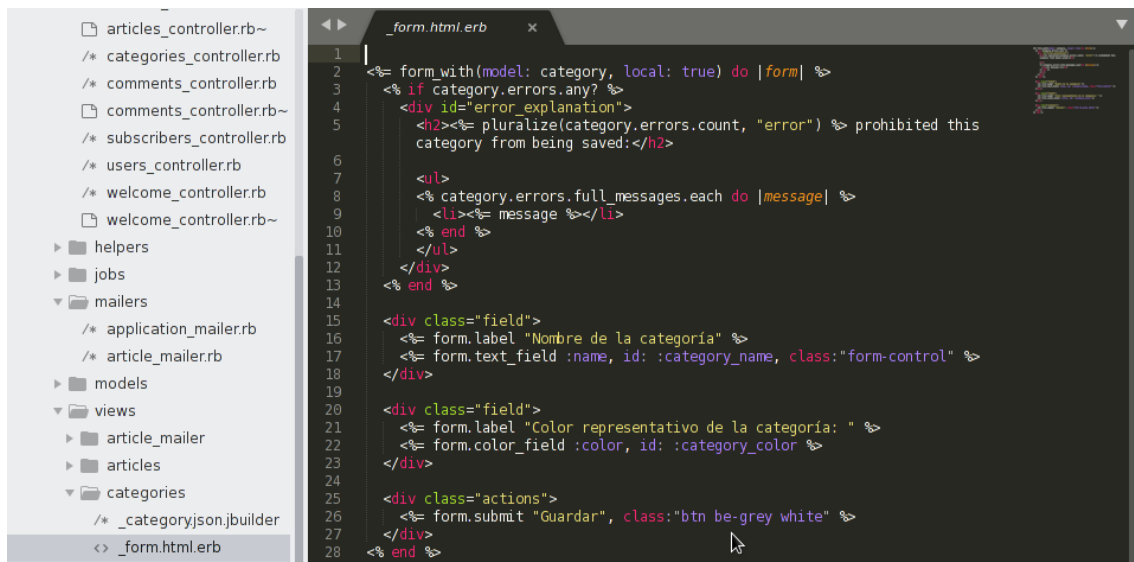 articles_controller.rb~
/* categories_controller.rb
/* comments_controller.rb
comments_controller.rb~
/* subscribers_controller.rb
/* users_controller.rb
/* welcome_controller.rb
welcome_controller.rb~
helpers
jobs
mailers
/* application_mailer.rb
/* article_mailer.rb
models
views
article_mailer
articles
categories
/* _category.json.jbuilder
<> _form.html.erb
_form.html.erb ×
1
2 <%= form_with(model: category, local: true) do |form| %>
3 <% if category.errors.any? %>
4 <div id="error_explanation">
5 <h2><%= pluralize(category.errors.count, "error") %> prohibited this
category from being saved:</h2>
6
7 <ul>
8 <% category.errors.full_messages.each do |message| %>
9 <li><%= message %></li>
10 <% end %>
11 </ul>
12 </div>
13 <% end %>
14
15 <div class="field">
16 <%= form.label "Nombre de la categoría" %>
17 <%= form.text_field :name, id: :category_name, class:"form-control" %>
18 </div>
19
20 <div class="field">
21 <%= form.label "Color representativo de la categoría: " %>
22 <%= form.color_field :color, id: :category_color %>
23 </div>
24
25 <div class="actions">
26 <%= form.submit "Guardar", class:"btn be-grey white" %>
27 </div>
28 <% end %>